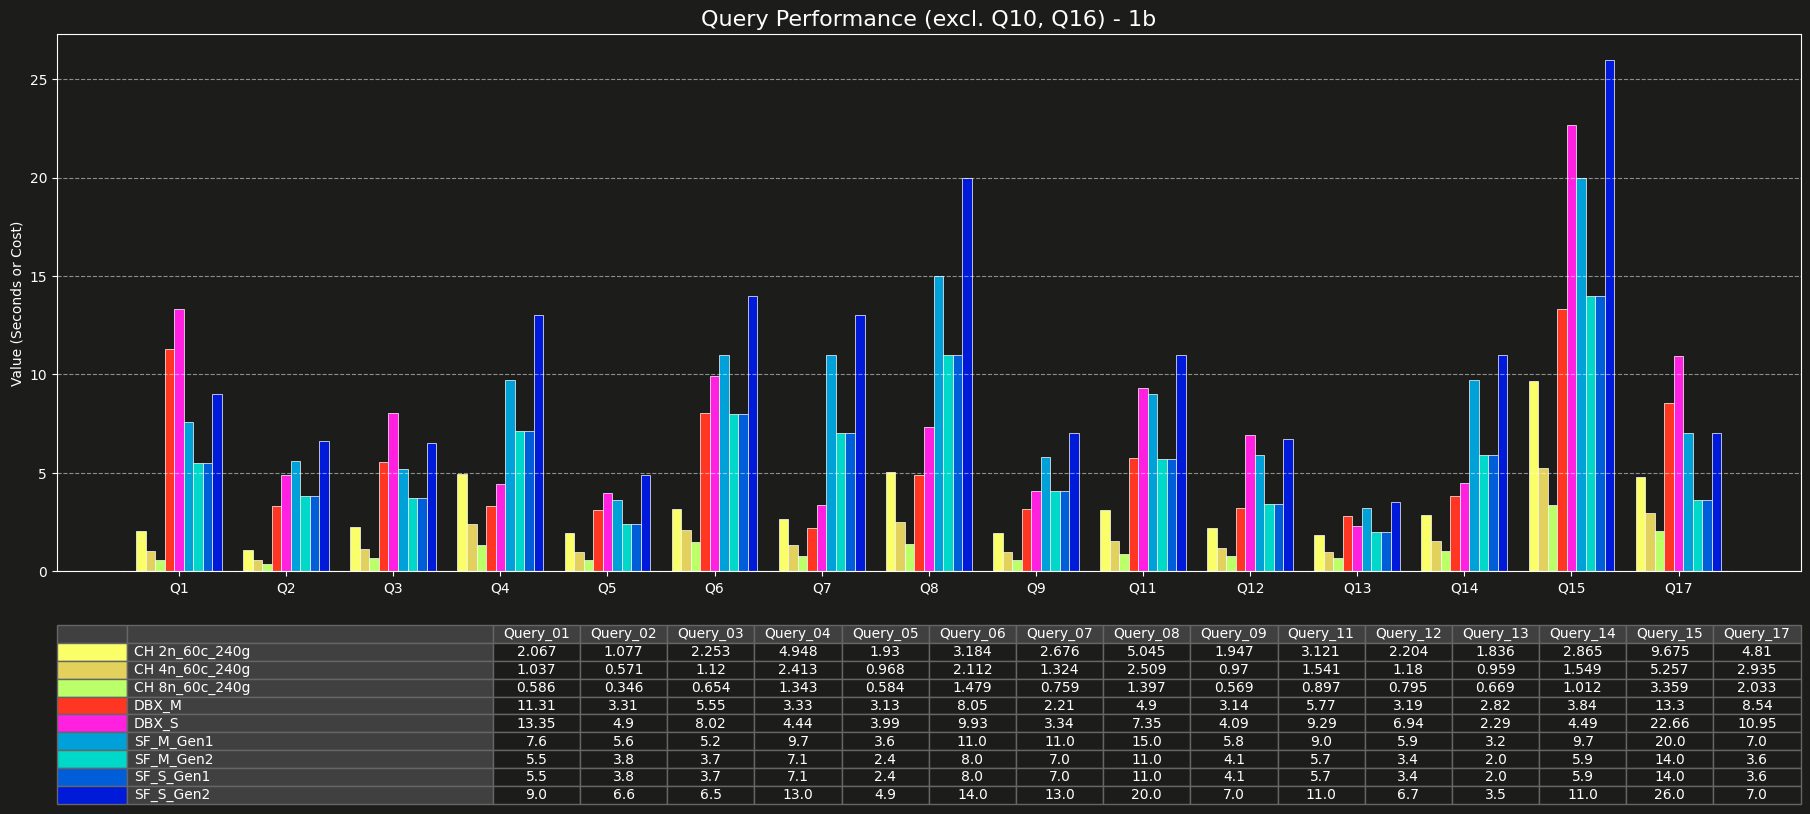 Query Performance (excl. Q10, Q16) - 1b
Value (Seconds or Cost)
25
20
15
10
5
0
Q1 Q2 Q3 Q4 Q5 Q6 Q7 Q8 Q9 Q11 Q12 Q13 Q14 Q15 Q17
Query_01 Query_02 Query_03 Query_04 Query_05 Query_06 Query_07 Query_08 Query_09 Query_11 Query_12 Query_13 Query_14 Query_15 Query_17
CH 2n_60c_240g 2.067 1.077 2.253 4.948 1.93 3.184 2.676 5.045 1.947 3.121 2.204 1.836 2.865 9.675 4.81
CH 4n_60c_240g 1.037 0.571 1.12 2.413 0.968 2.112 1.324 2.509 0.97 1.541 1.18 0.959 1.549 5.257 2.935
CH 8n_60c_240g 0.586 0.346 0.654 1.343 0.584 1.479 0.759 1.397 0.569 0.897 0.795 0.669 1.012 3.359 2.033
DBX_M 11.31 3.31 5.55 3.33 3.13 8.05 2.21 4.9 3.14 5.77 3.19 2.82 3.84 13.3 8.54
DBX_S 13.35 4.9 8.02 4.44 3.99 9.93 3.34 7.35 4.09 9.29 6.94 2.29 4.49 22.66 10.95
SF_M_Gen1 7.6 5.6 5.2 9.7 3.6 11.0 11.0 15.0 5.8 9.0 5.9 3.2 9.7 20.0 7.0
SF_M_Gen2 5.5 3.8 3.7 7.1 2.4 8.0 7.0 11.0 4.1 5.7 3.4 2.0 5.9 14.0 3.6
SF_S_Gen1 5.5 3.8 3.7 7.1 2.4 8.0 7.0 11.0 4.1 5.7 3.4 2.0 5.9 14.0 3.6
SF_S_Gen2 9.0 6.6 6.5 13.0 4.9 14.0 13.0 20.0 7.0 11.0 6.7 3.5 11.0 26.0 7.0